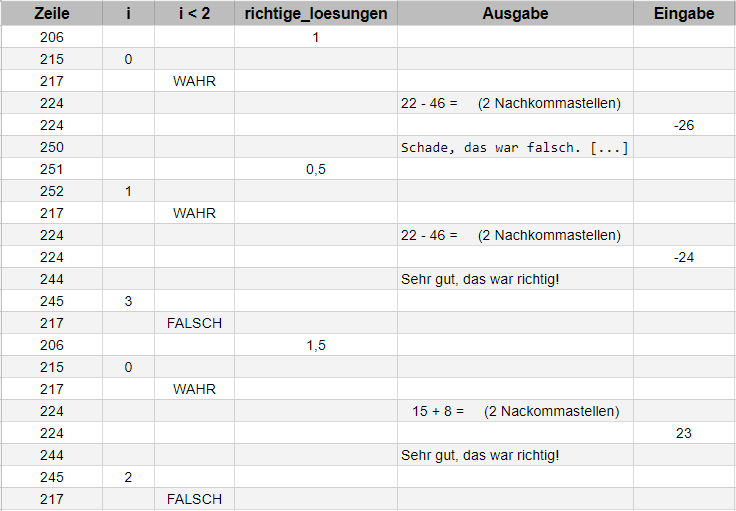 Zeile i i < 2 richtige_loesungen Ausgabe Eingabe
206 1
215 0
217 WAHR
224 22 - 46 = (2 Nachkommastellen)
224 -26
250 Schade, das war falsch. [...]
251 0,5
252 1
217 WAHR
224 22 - 46 = (2 Nachkommastellen)
224 -24
244 Sehr gut, das war richtig!
245 3
217 FALSCH
206 1,5
215 0
217 WAHR
224 15 + 8 = (2 Nackommastellen)
224 23
244 Sehr gut, das war richtig!
245 2
217 FALSCH